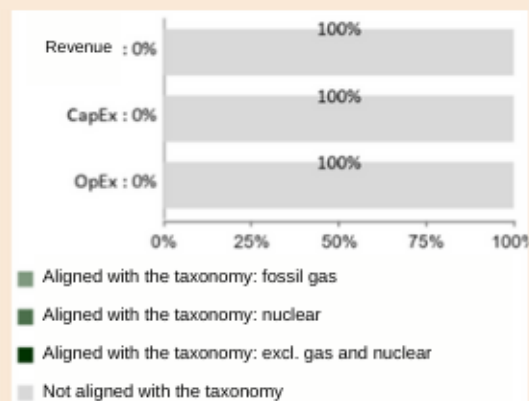 100%
Revenue : 0%
100%
CapEx : 0%
100%
OpEx : 0%
0% 25% 50% 75% 100%
Aligned with the taxonomy: fossil gas
Aligned with the taxonomy: nuclear
Aligned with the taxonomy: excl. gas and nuclear
Not aligned with the taxonomy